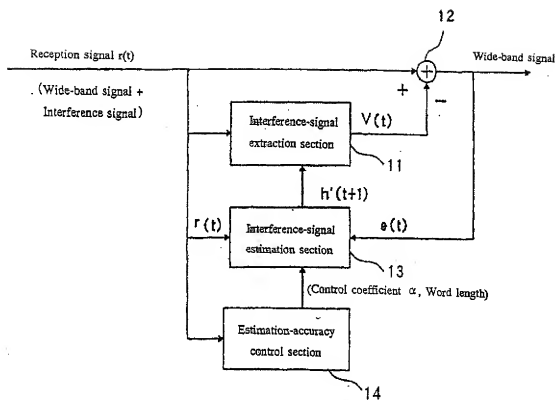 12
Reception signal r(t)
Wide-band signal
. (Wide-band signal +
Interference signal)
+
+
−
Interference-signal
extraction section
V(t)
11
h'(t+1)
r(t)
Interference-signal
estimation section
e(t)
13
(Control coefficient α, Word length)
Estimation-accuracy
control section
14